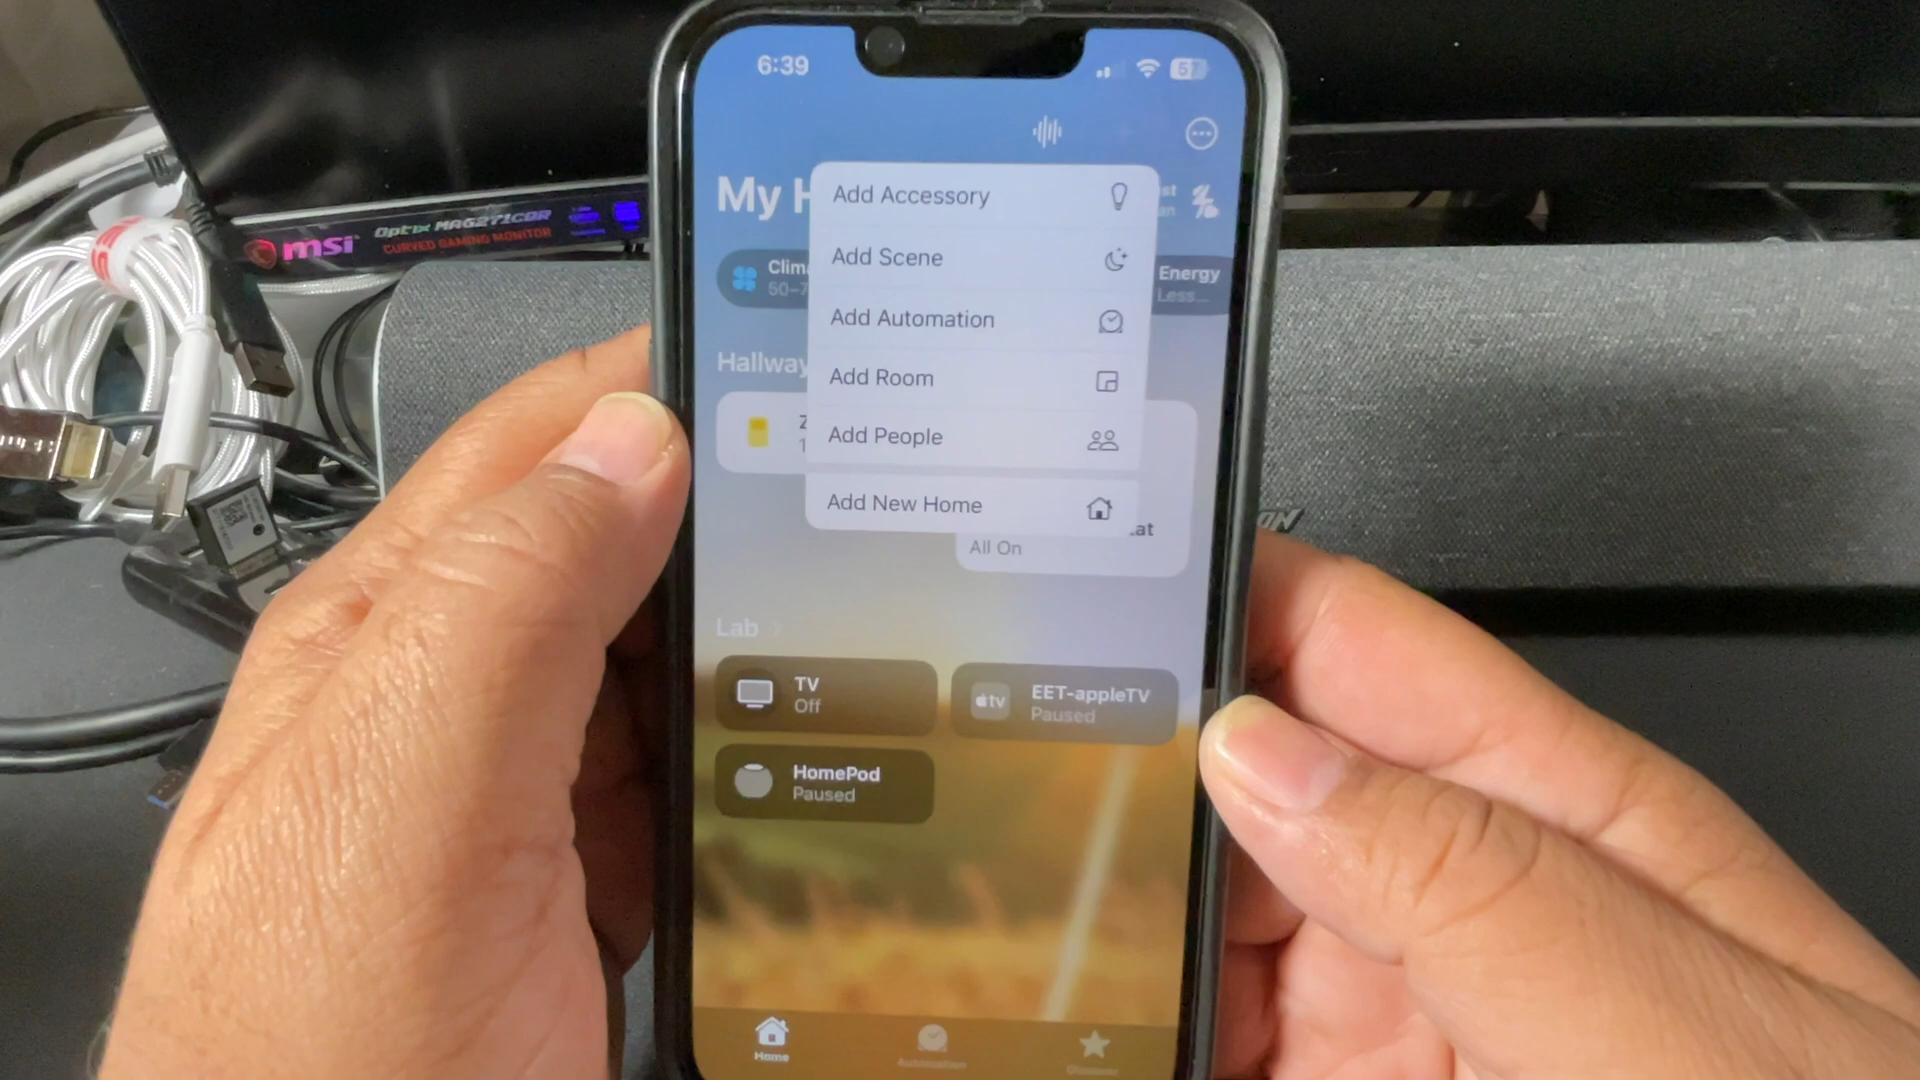 6:39
57
My H
Add Accessory
Add Scene
Add Automation
Add Room
Add People
Add New Home
Clima
50-7
Energy
Less...
Hallway
All On
Lab
TV
Off
tv
EET-appleTV
Paused
HomePod
Paused
Home
Automation
Discover
msi
Optix MAG271CQR
CURVED GAMING MONITOR